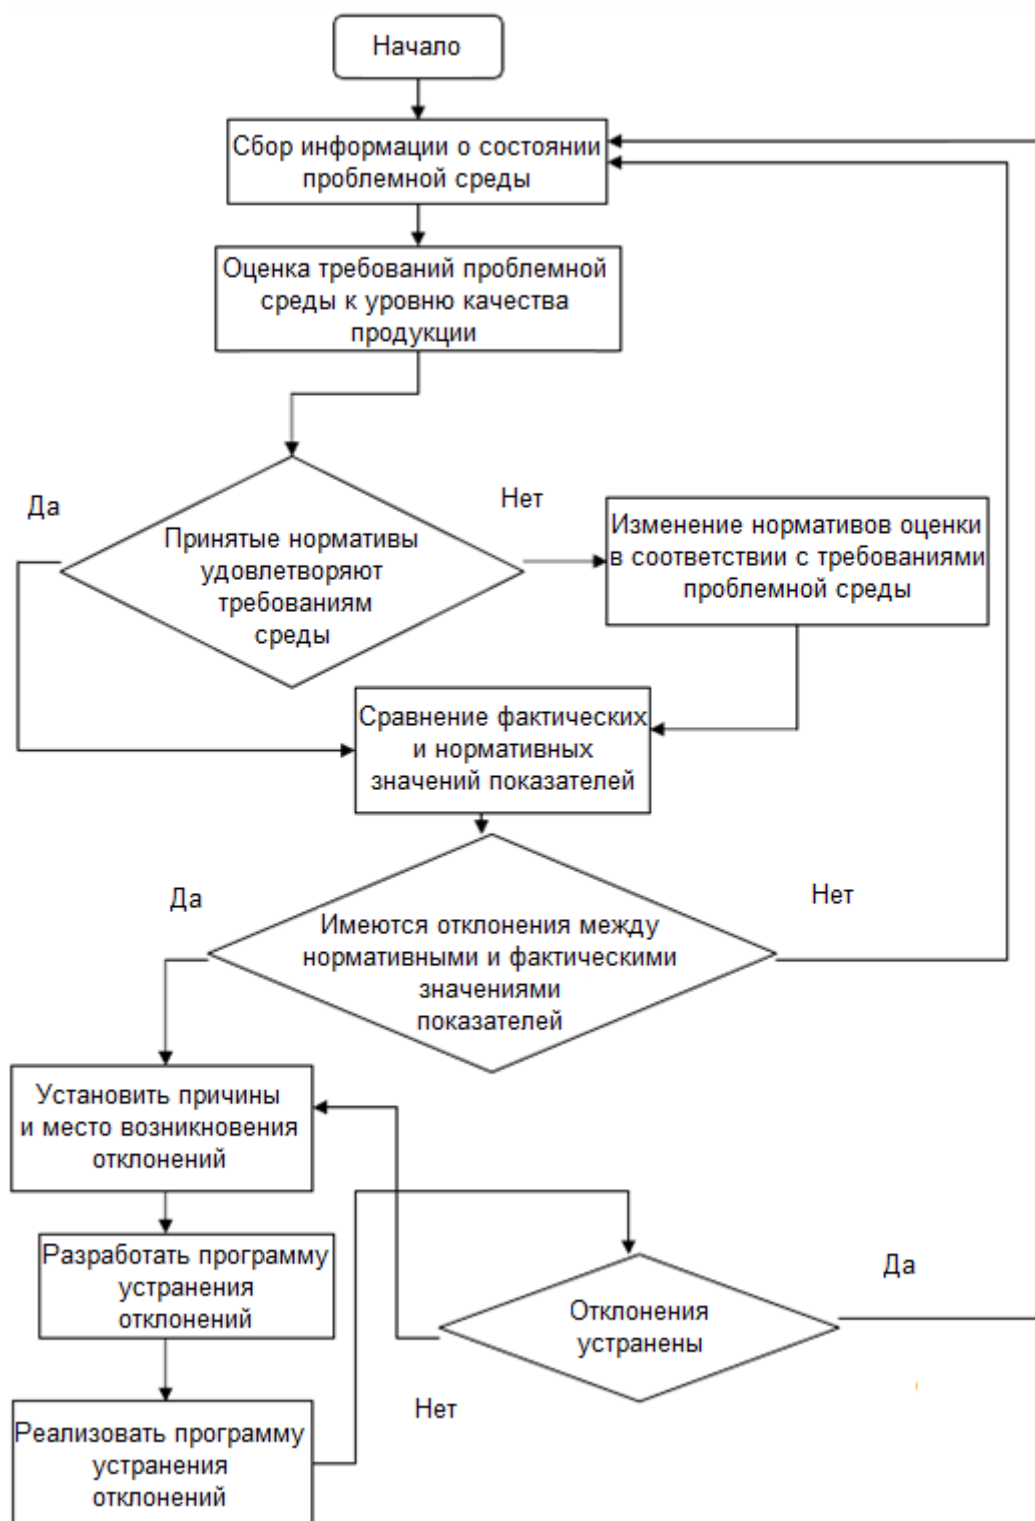 Начало
Сбор информации о состоянии
проблемной среды
Оценка требований проблемной
среды к уровню качества
продукции
Да
Нет
Принятые нормативы
удовлетворяют
требованиям
среды
Изменение нормативов оценки
в соответствии с требованиями
проблемной среды
Сравнение фактических
и нормативных
значений показателей
Да
Нет
Имеются отклонения между
нормативными и фактическими
значениями
показателей
Установить причины
и место возникновения
отклонений
Разработать программу
устранения
отклонений
Да
Отклонения
устранены
Нет
Реализовать программу
устранения
отклонений